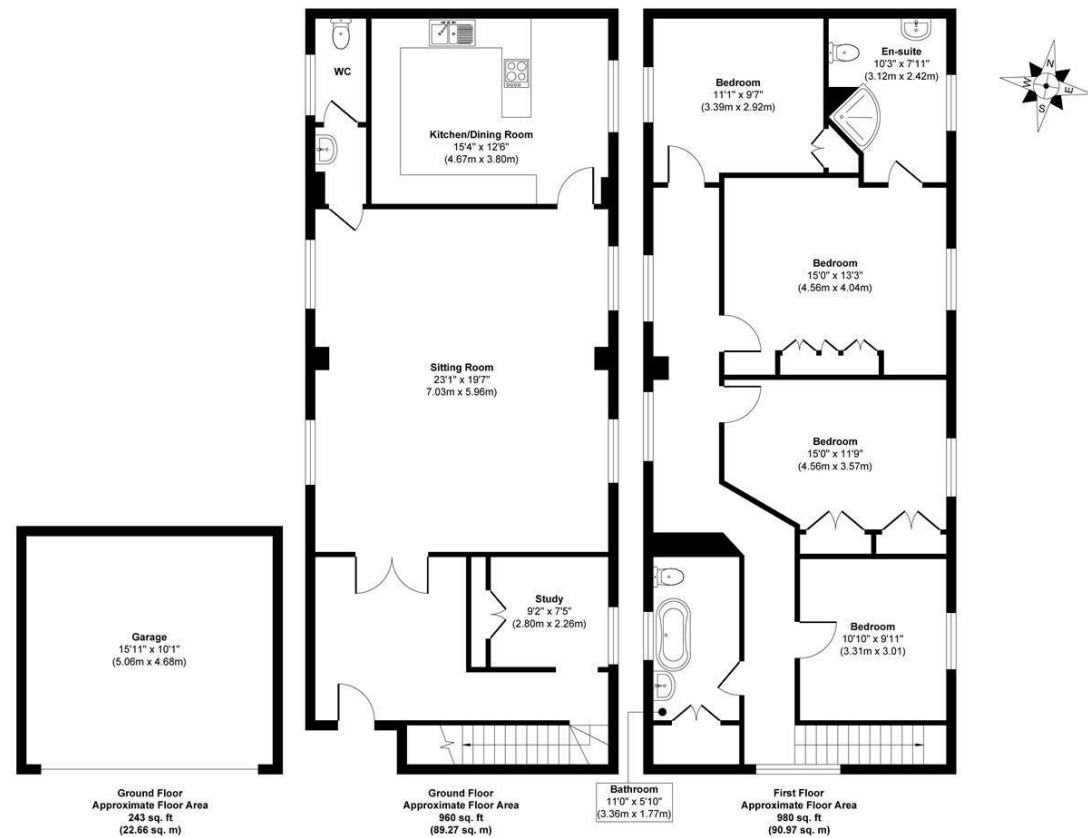 WC
Kitchen/Dining Room
15'4" x 12'6"
(4.67m x 3.80m)
Sitting Room
23'1" x 19'7"
7.03m x 5.96m)
Study
9'2" x 7'5"
(2.80m x 2.26m)
Garage
15'11" x 10'1"
(5.06m x 4.68m)
Ground Floor
Approximate Floor Area
243 sq. ft
(22.66 sq. m)
Ground Floor
Approximate Floor Area
960 sq. ft
(89.27 sq. m)
Bedroom
11'1" x 9'7"
(3.39m x 2.92m)
En-suite
10'3" x 7'11"
(3.12m x 2.42m)
Bedroom
15'0" x 13'3"
(4.56m x 4.04m)
Bedroom
15'0" x 11'9"
(4.56m x 3.57m)
Bedroom
10'10" x 9'11"
(3.31m x 3.01)
Bathroom
11'0" x 5'10"
(3.36m x 1.77m)
First Floor
Approximate Floor Area
980 sq. ft
(90.97 sq. m)
N
W
E
S